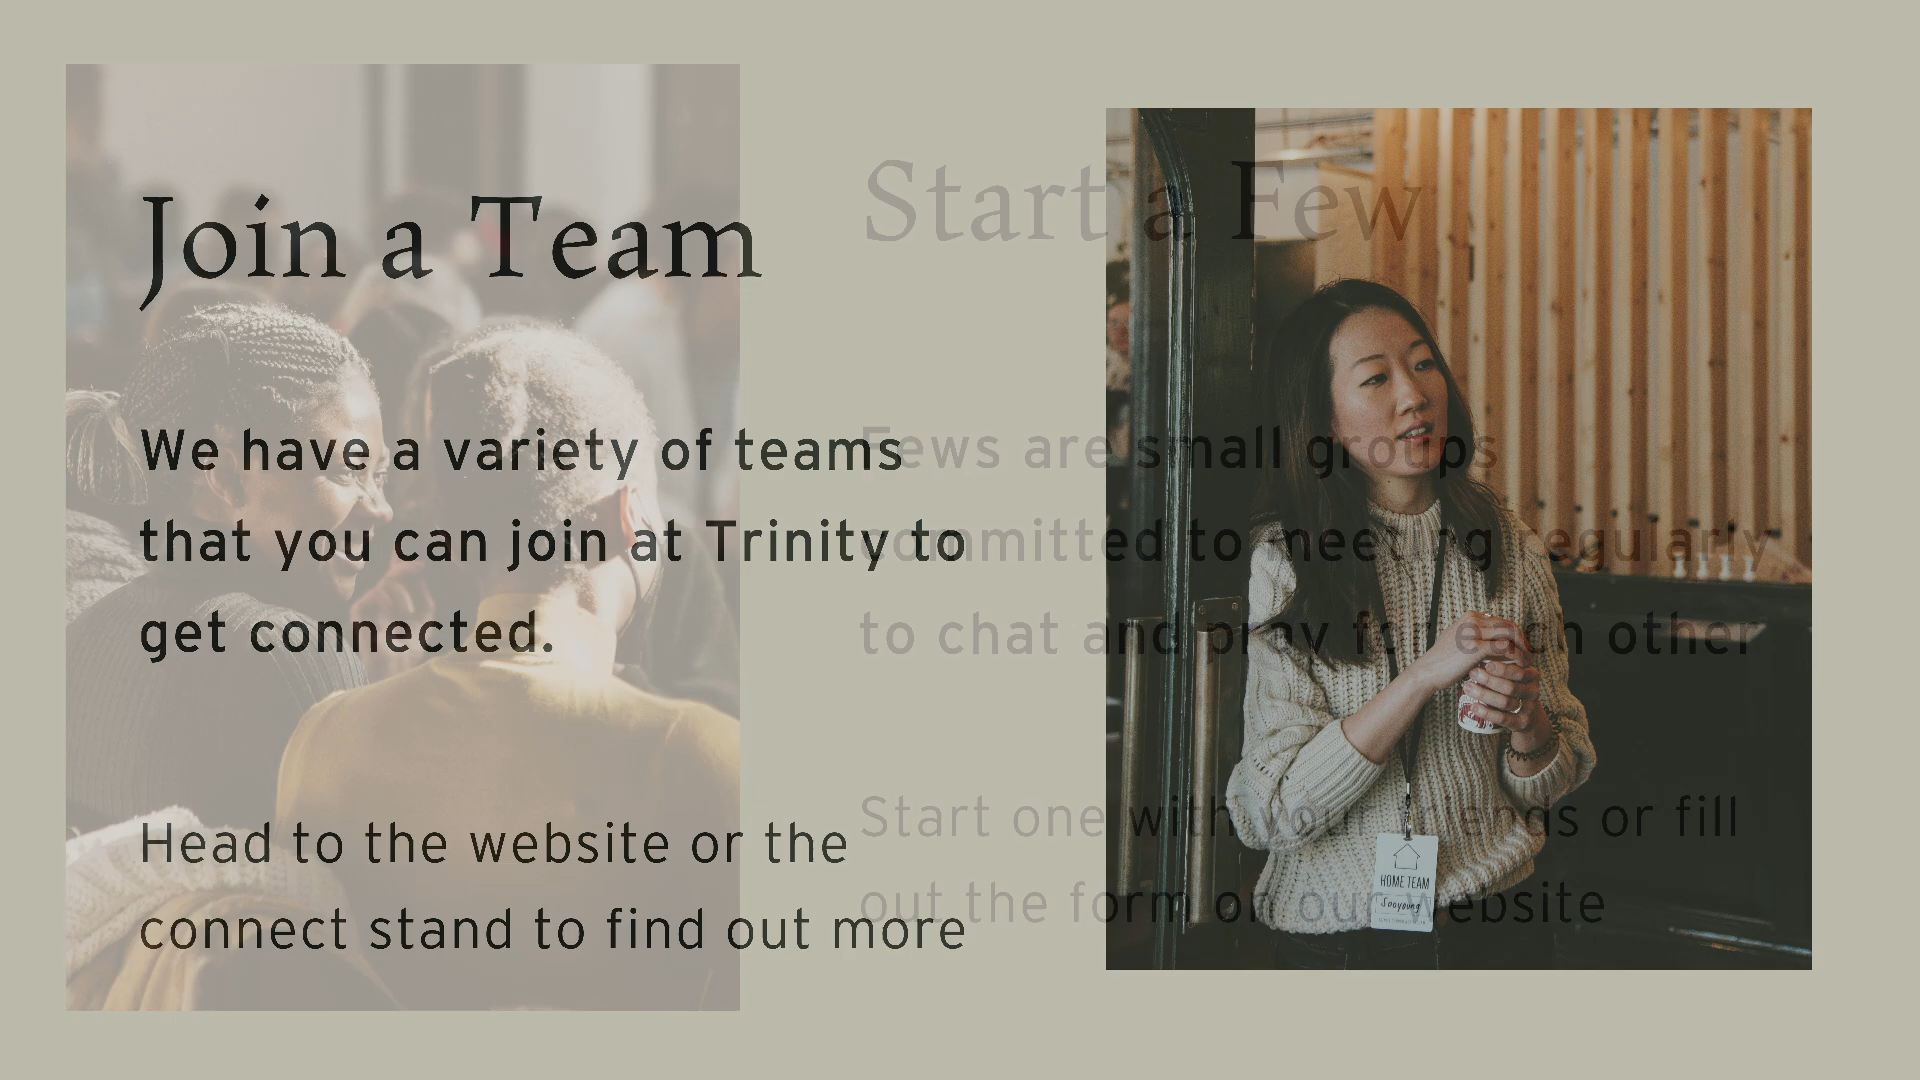 Join a Team
We have a variety of teams
that you can join at Trinity to
get connected.
Head to the website or the
connect stand to find out more
Start a Few
Fews are small groups
committed to meeting regularly
to chat and pray for each other
Start one with your friends or fill
out the form on our website
HOME TEAM
Sooyoung